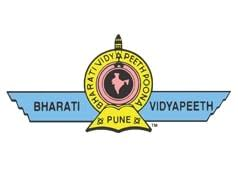 BHARATI VIDYAPEETH POONA
BHARATI VIDYAPEETH
PUNE
TM